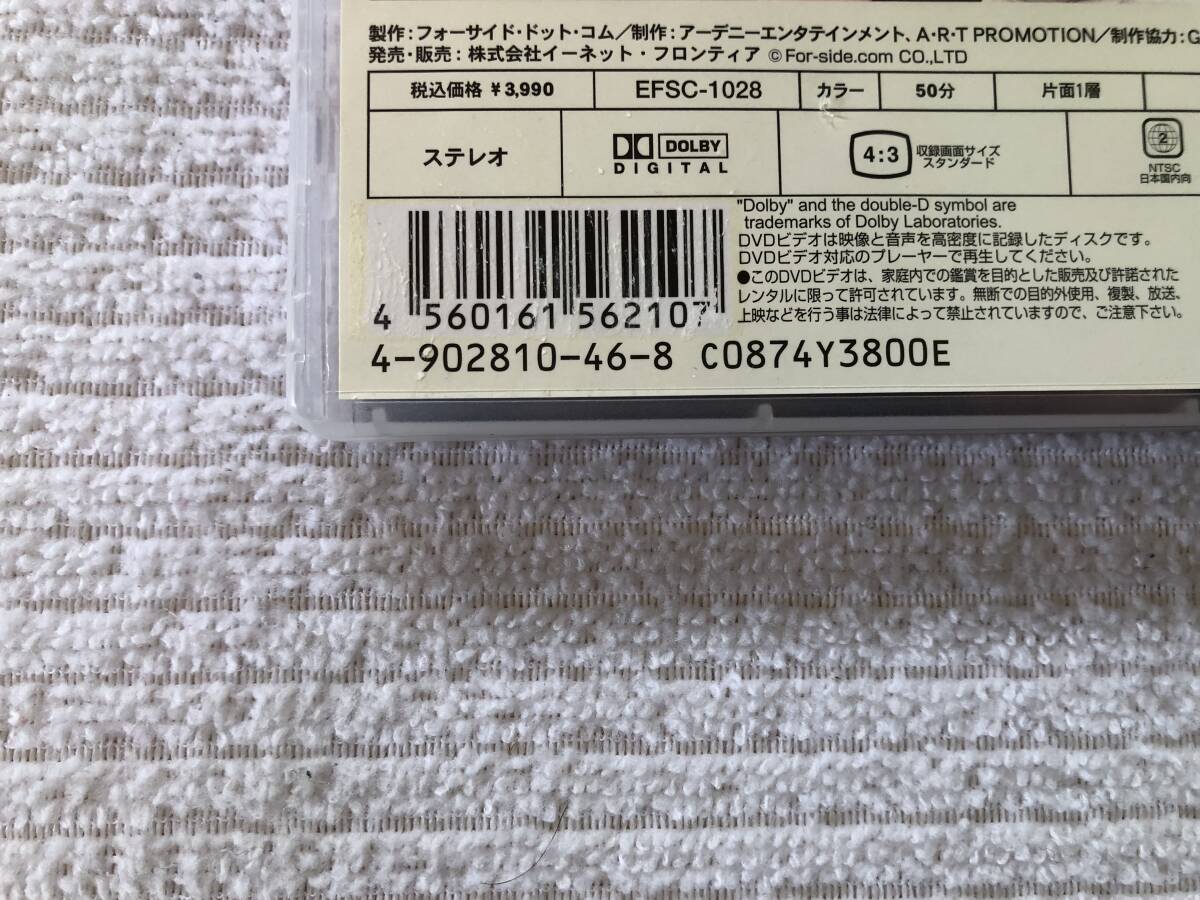 製作：フォーサイド・ドット・コム／制作：アーデニーエンタテインメント、A・R・T PROMOTION／制作協力：G
発売・販売：株式会社イーネット・フロンティア ©For-side.com CO.,LTD
税込価格 ¥3,990 EFSC-1028 カラー 50分 片面1層
ステレオ DOLBY DIGITAL 4:3 収録画面サイズ スタンダード 2 NTSC 日本国内向
"Dolby" and the double-D symbol are
trademarks of Dolby Laboratories.
DVDビデオは映像と音声を高密度に記録したディスクです。
DVDビデオ対応のプレーヤーで再生してください。
●このDVDビデオは、家庭内での鑑賞を目的とした販売及び許諾された
レンタルに限って許可されています。無断での目的外使用、複製、放送、
上映などを行う事は法律によって禁止されていますので、ご注意下さい。
4 560161 562107
4-902810-46-8 C0874Y3800E